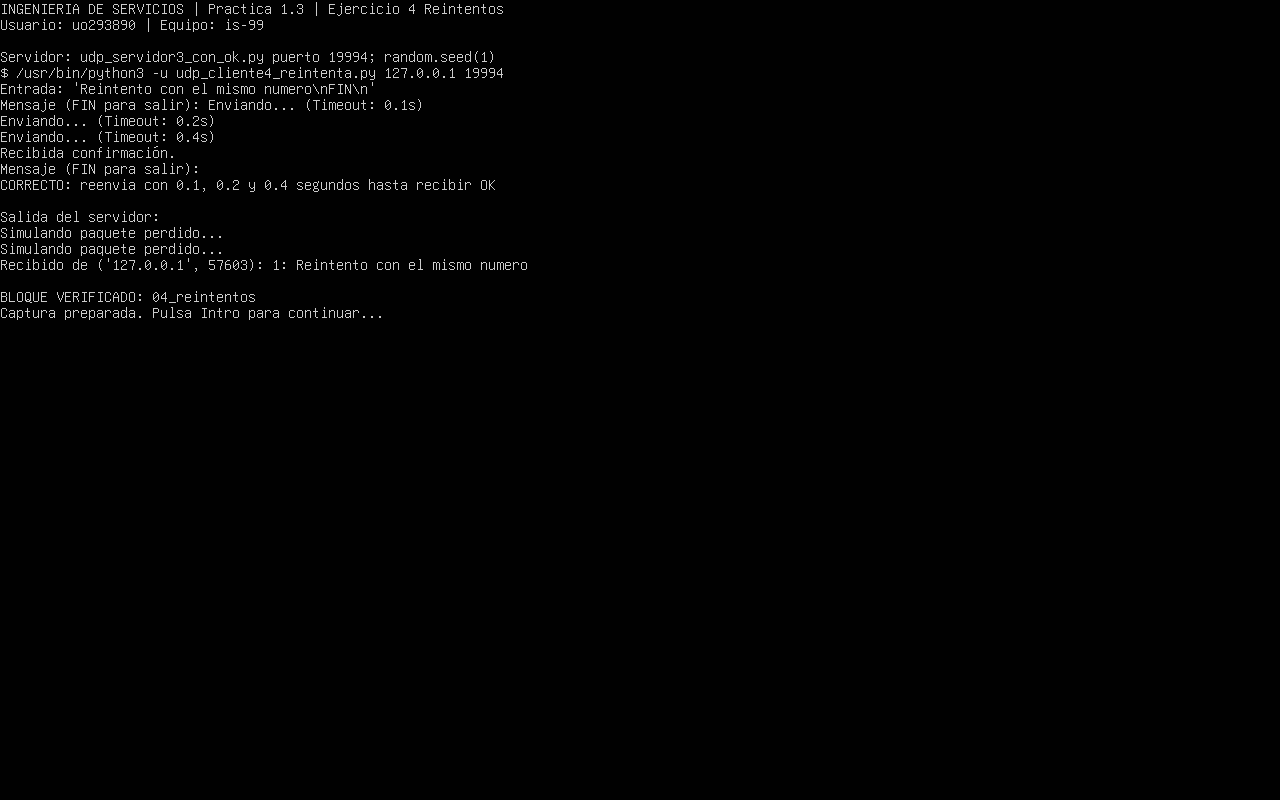 INGENIERIA DE SERVICIOS | Practica 1.3 | Ejercicio 4 Reintentos
Usuario: uo293890 | Equipo: is-99
Servidor: udp_servidor3_con_ok.py puerto 19994; random.seed(1)
$ /usr/bin/python3 -u udp_cliente4_reintenta.py 127.0.0.1 19994
Entrada: 'Reintento con el mismo numero\nFIN\n'
Mensaje (FIN para salir): Enviando... (Timeout: 0.1s)
Enviando... (Timeout: 0.2s)
Enviando... (Timeout: 0.4s)
Recibida confirmación.
Mensaje (FIN para salir):
CORRECTO: reenvia con 0.1, 0.2 y 0.4 segundos hasta recibir OK
Salida del servidor:
Simulando paquete perdido...
Simulando paquete perdido...
Recibido de ('127.0.0.1', 57603): 1: Reintento con el mismo numero
BLOQUE VERIFICADO: 04_reintentos
Captura preparada. Pulsa Intro para continuar...